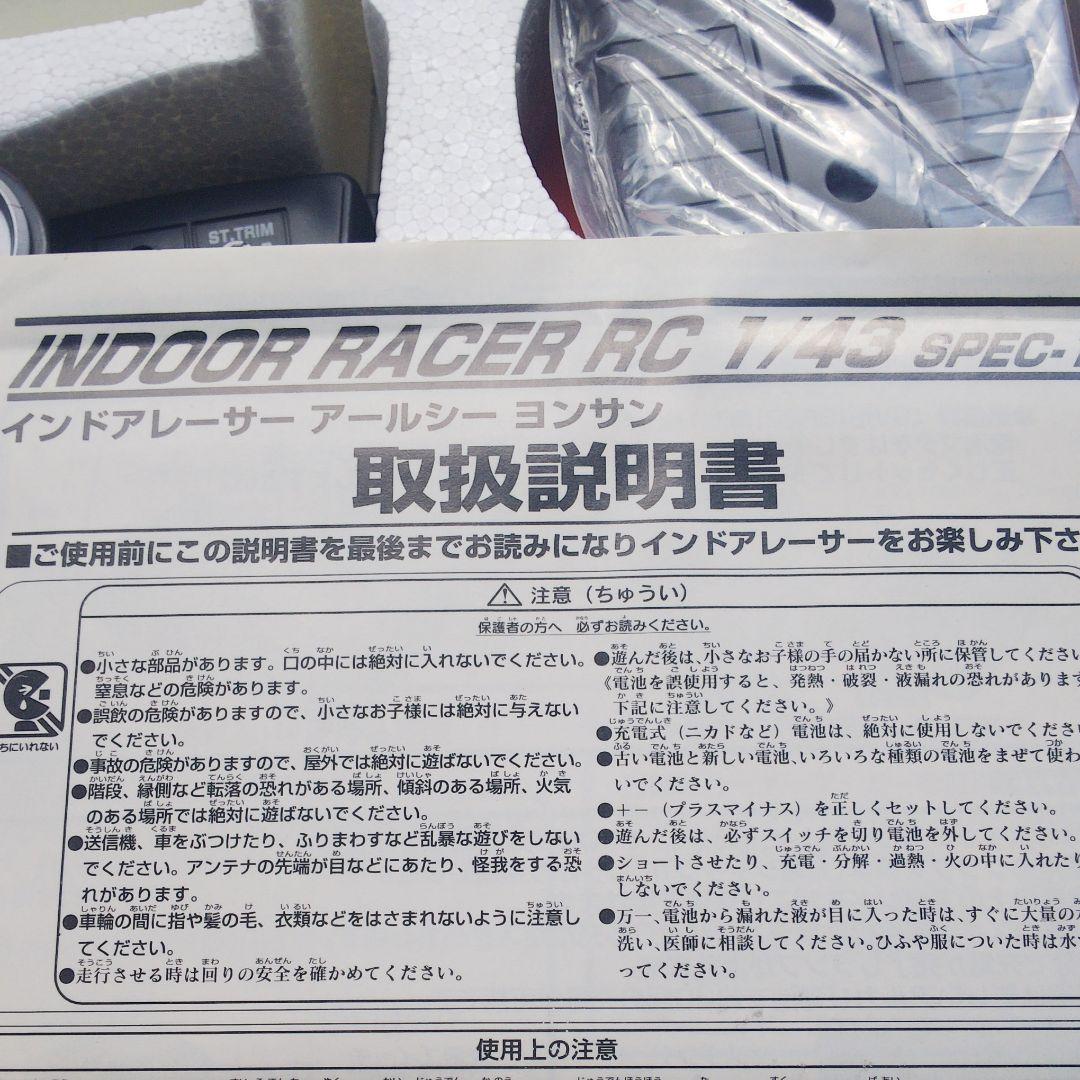 ST.TRIM
INDOOR RACER RC 1/43 SPEC-
インドアレーサー アールシー ヨンサン
取扱説明書
■ご使用前にこの説明書を最後までお読みになりインドアレーサーをお楽しみ下さ
注意（ちゅうい）
保護者の方へ 必ずお読みください。
●小さな部品があります。口の中には絶対に入れないでください。
窒息などの危険があります。
●誤飲の危険がありますので、小さなお子様には絶対に与えない
でください。
●事故の危険がありますので、屋外では絶対に遊ばないでください。
●階段、縁側など転落の恐れがある場所、傾斜のある場所、火気
のある場所では絶対に遊ばないでください。
●送信機、車をぶつけたり、ふりまわすなど乱暴な遊びをしない
でください。アンテナの先端が目などにあたり、怪我をする恐
れがあります。
●車輪の間に指や髪の毛、衣類などをはさまれないように注意し
てください。
●走行させる時は回りの安全を確かめてください。
●遊んだ後は、小さなお子様の手の届かない所に保管してください
《電池を誤使用すると、発熱・破裂・液漏れの恐れがあります
下記に注意してください。》
●充電式（ニカドなど）電池は、絶対に使用しないでくださ
●古い電池と新しい電池、いろいろな種類の電池をまぜて使わ
いでください。
●＋－（プラスマイナス）を正しくセットしてください。
●遊んだ後は、必ずスイッチを切り電池を外してください。
●ショートさせたり、充電・分解・過熱・火の中に入れたり
しないでください。
●万一、電池から漏れた液が目に入った時は、すぐに大量の
洗い、医師に相談してください。ひふや服についた時は水
ってください。
ちにいれない
使用上の注意